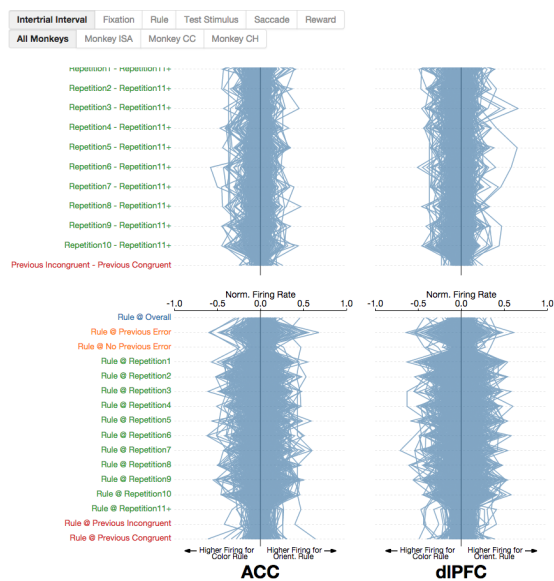 Intertrial Interval Fixation Rule Test Stimulus Saccade Reward
All Monkeys Monkey ISA Monkey CC Monkey CH
Repetition1 - Repetition11+
Repetition2 - Repetition11+
Repetition3 - Repetition11+
Repetition4 - Repetition11+
Repetition5 - Repetition11+
Repetition6 - Repetition11+
Repetition7 - Repetition11+
Repetition8 - Repetition11+
Repetition9 - Repetition11+
Repetition10 - Repetition11+
Previous Incongruent - Previous Congruent
Norm. Firing Rate Norm. Firing Rate
-1.0 -0.5 0.0 0.5 1.0 -1.0 -0.5 0.0 0.5 1.0
Rule @ Overall
Rule @ Previous Error
Rule @ No Previous Error
Rule @ Repetition1
Rule @ Repetition2
Rule @ Repetition3
Rule @ Repetition4
Rule @ Repetition5
Rule @ Repetition6
Rule @ Repetition7
Rule @ Repetition8
Rule @ Repetition9
Rule @ Repetition10
Rule @ Repetition11+
Rule @ Previous Incongruent
Rule @ Previous Congruent
Higher Firing for Higher Firing for Higher Firing for Higher Firing for
Color Rule Orient. Rule Color Rule Orient. Rule
ACC dlPFC